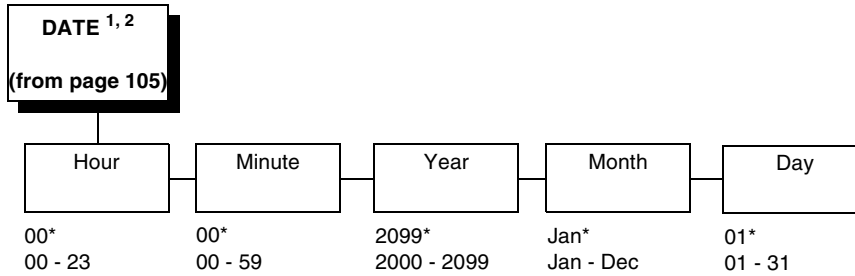 DATE 1, 2
(from page 105)
Hour Minute Year Month Day
00* 00* 2099* Jan* 01*
00 - 23 00 - 59 2000 - 2099 Jan - Dec 01 - 31